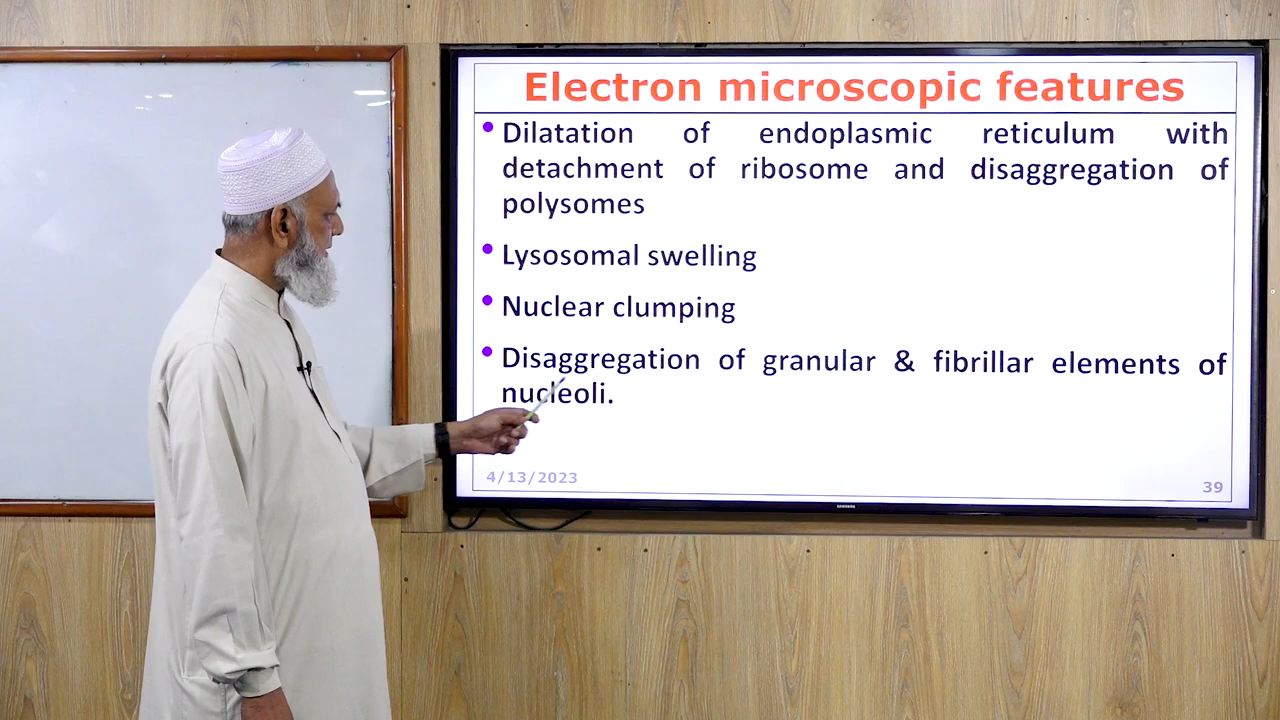 Electron microscopic features
• Dilatation of endoplasmic reticulum with
detachment of ribosome and disaggregation of
polysomes
• Lysosomal swelling
• Nuclear clumping
• Disaggregation of granular & fibrillar elements of
nucleoli.
4/13/2023
39
SAMSUNG